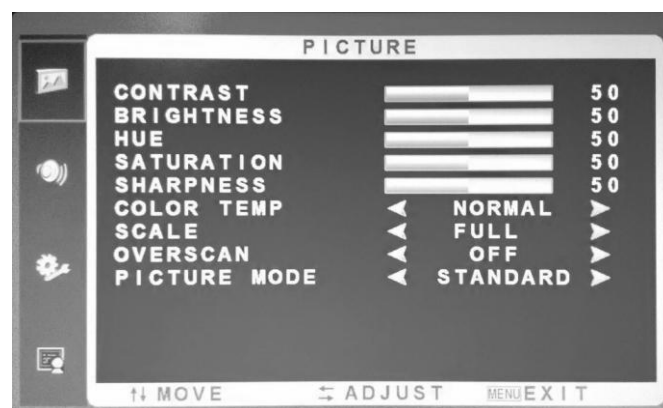 PICTURE
CONTRAST 50
BRIGHTNESS 50
HUE 50
SATURATION 50
SHARPNESS 50
COLOR TEMP NORMAL
SCALE FULL
OVERSCAN OFF
PICTURE MODE STANDARD
MOVE ADJUST MENU EXIT